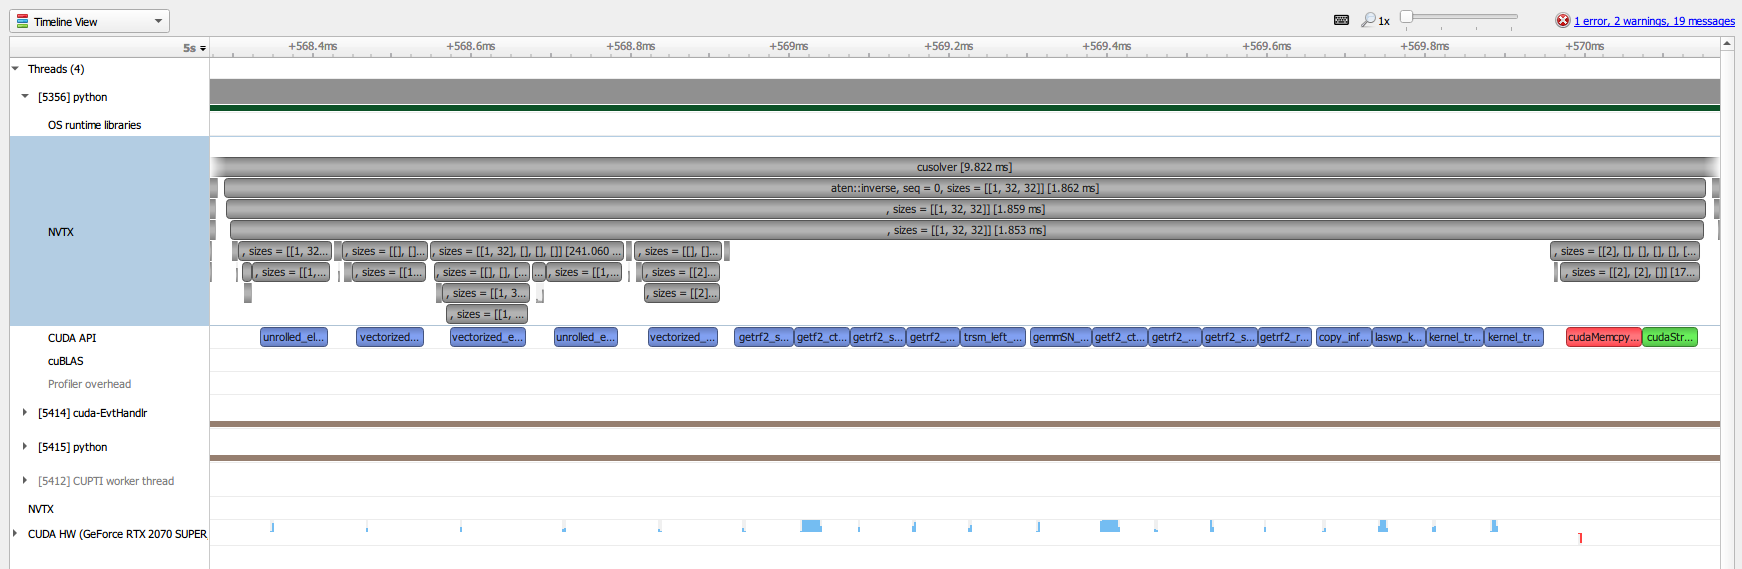 Timeline View 1x 1 error, 2 warnings, 19 messages
5s +568.4ms +568.6ms +568.8ms +569ms +569.2ms +569.4ms +569.6ms +569.8ms +570ms
Threads (4)
[5356] python
OS runtime libraries
cusolver [9.822 ms]
aten::inverse, seq = 0, sizes = [[1, 32, 32]] [1.862 ms]
, sizes = [[1, 32, 32]] [1.859 ms]
NVTX , sizes = [[1, 32, 32]] [1.853 ms]
, sizes = [[1, 32... , sizes = [[], []... , sizes = [[1, 32], [], [], []] [241.060 ... , sizes = [[], []... , sizes = [[2], [], [], [], [], [...
, sizes = [[1,... , sizes = [[1... , sizes = [[], [], [... ... , sizes = [[1,... , sizes = [[2]... , sizes = [[2], [2], []] [17...
, sizes = [[1, 3... , sizes = [[2]...
, sizes = [[1, ...
CUDA API unrolled_el... vectorized... vectorized_e... unrolled_e... vectorized_... getrf2_s... getf2_ct... getrf2_s... getrf2_... trsm_left_... gemmSN_... getf2_ct... getrf2_... getrf2_s... getrf2_r... copy_inf... laswp_k... kernel_tr... kernel_tr... cudaMemcpy... cudaStr...
cuBLAS
Profiler overhead
[5414] cuda-EvtHandlr
[5415] python
[5412] CUPTI worker thread
NVTX
CUDA HW (GeForce RTX 2070 SUPER